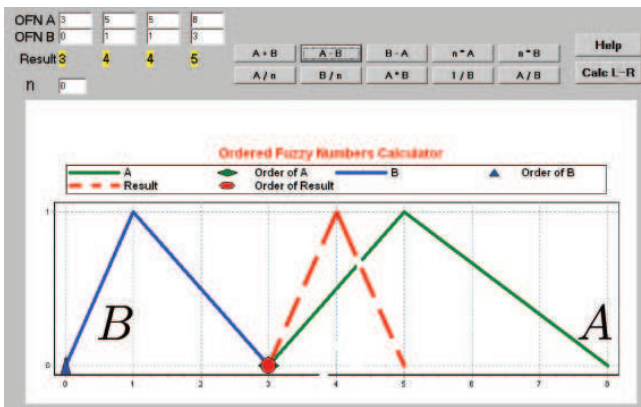 OFN A 3 5 5 8
OFN B 0 1 1 3
Result 3 4 4 5
n 0
A + B A - B B - A n * A n * B Help
A / n B / n A * B 1 / B A / B Calc L-R
Ordered Fuzzy Numbers Calculator
A Order of A B Order of B
Result Order of Result
1
B A
0
0 1 2 3 4 5 6 7 8